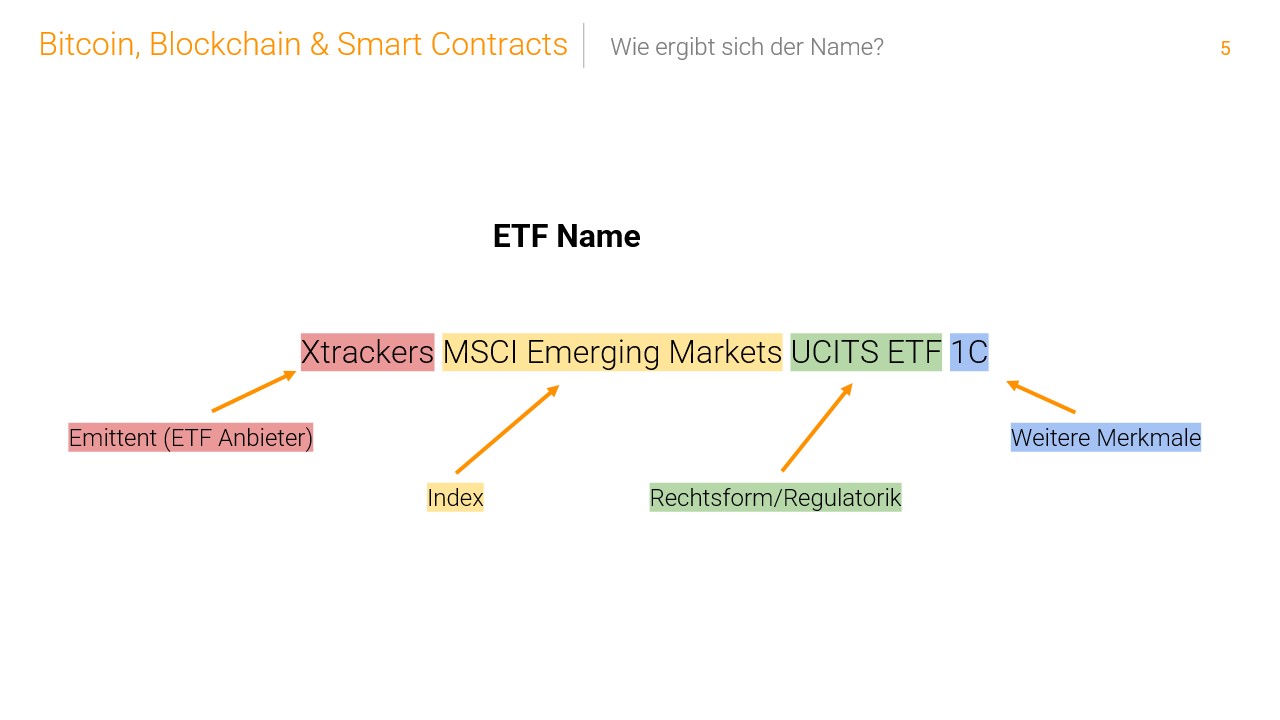 Bitcoin, Blockchain & Smart Contracts
Wie ergibt sich der Name?
5
ETF Name
Xtrackers MSCI Emerging Markets UCITS ETF 1C
Emittent (ETF Anbieter)
Weitere Merkmale
Index
Rechtsform/Regulatorik